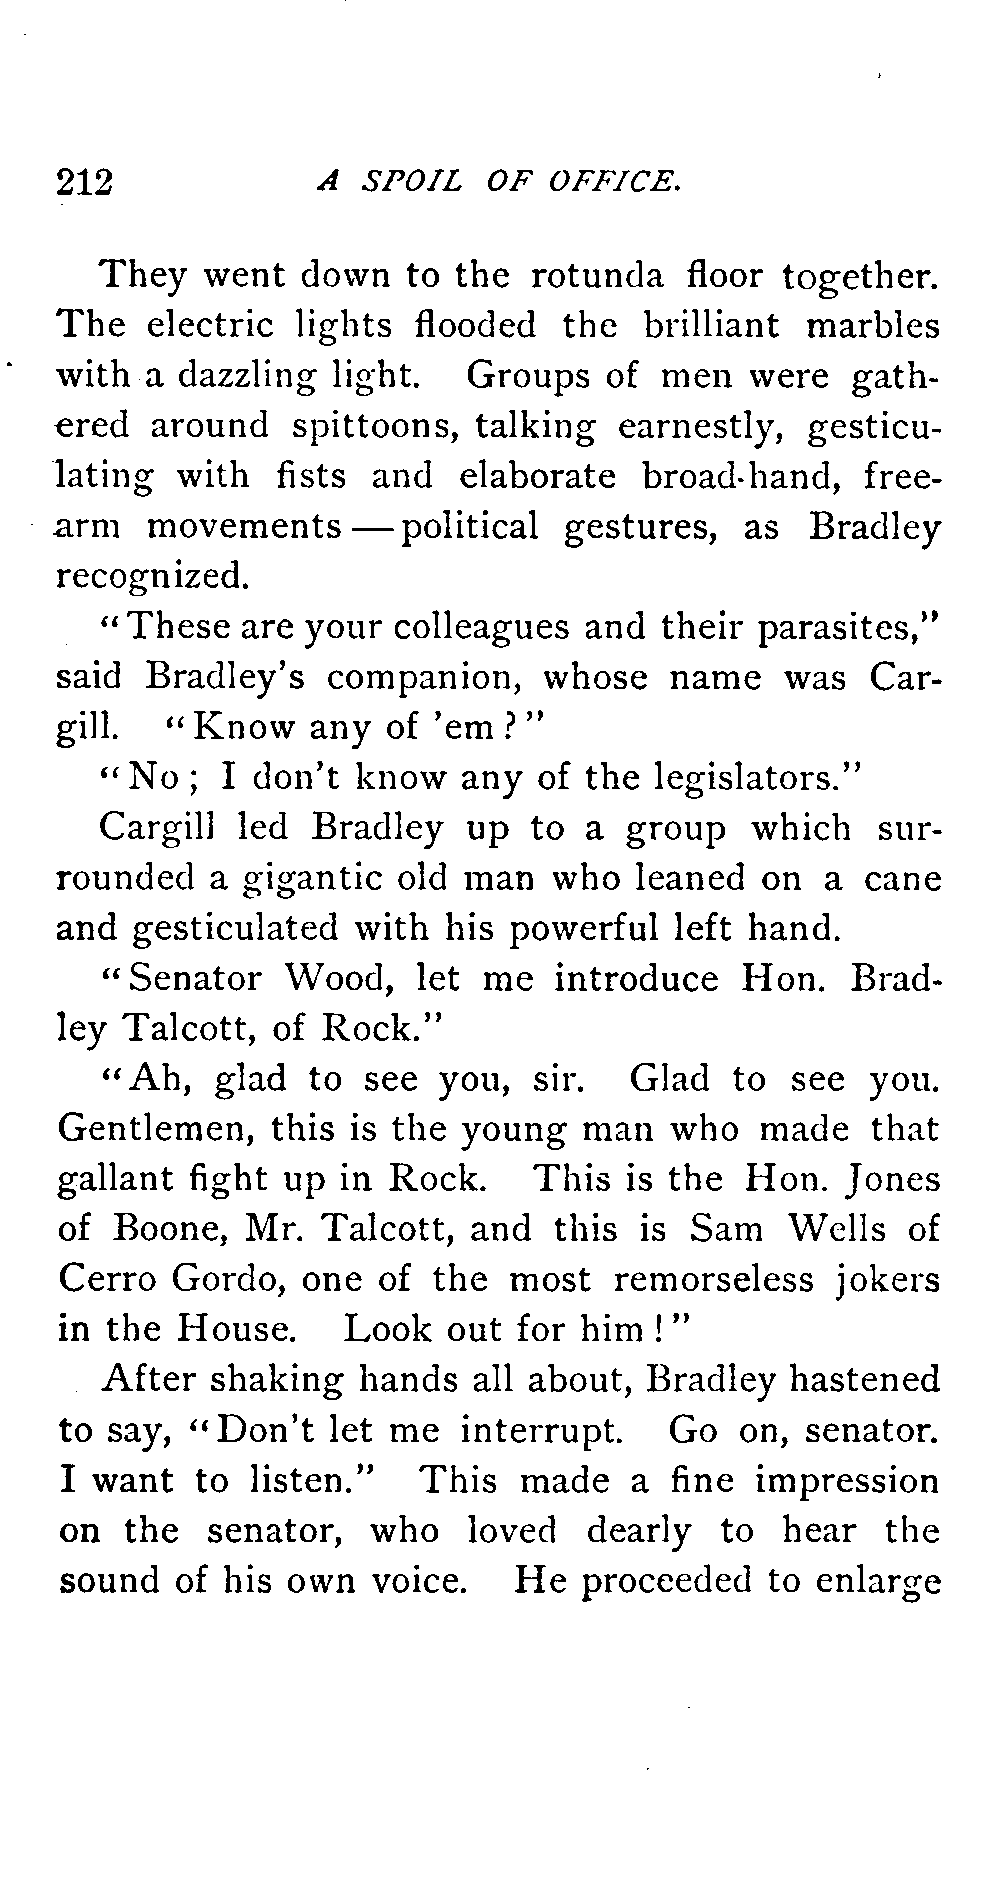 212 A SPOIL OF OFFICE.
They went down to the rotunda floor together.
The electric lights flooded the brilliant marbles
with a dazzling light. Groups of men were gath-
ered around spittoons, talking earnestly, gesticu-
lating with fists and elaborate broad-hand, free-
arm movements — political gestures, as Bradley
recognized.
“These are your colleagues and their parasites,”
said Bradley’s companion, whose name was Car-
gill. “Know any of ’em?”
“No; I don’t know any of the legislators.”
Cargill led Bradley up to a group which sur-
rounded a gigantic old man who leaned on a cane
and gesticulated with his powerful left hand.
“Senator Wood, let me introduce Hon. Brad-
ley Talcott, of Rock.”
“Ah, glad to see you, sir. Glad to see you.
Gentlemen, this is the young man who made that
gallant fight up in Rock. This is the Hon. Jones
of Boone, Mr. Talcott, and this is Sam Wells of
Cerro Gordo, one of the most remorseless jokers
in the House. Look out for him!”
After shaking hands all about, Bradley hastened
to say, “Don’t let me interrupt. Go on, senator.
I want to listen.” This made a fine impression
on the senator, who loved dearly to hear the
sound of his own voice. He proceeded to enlarge